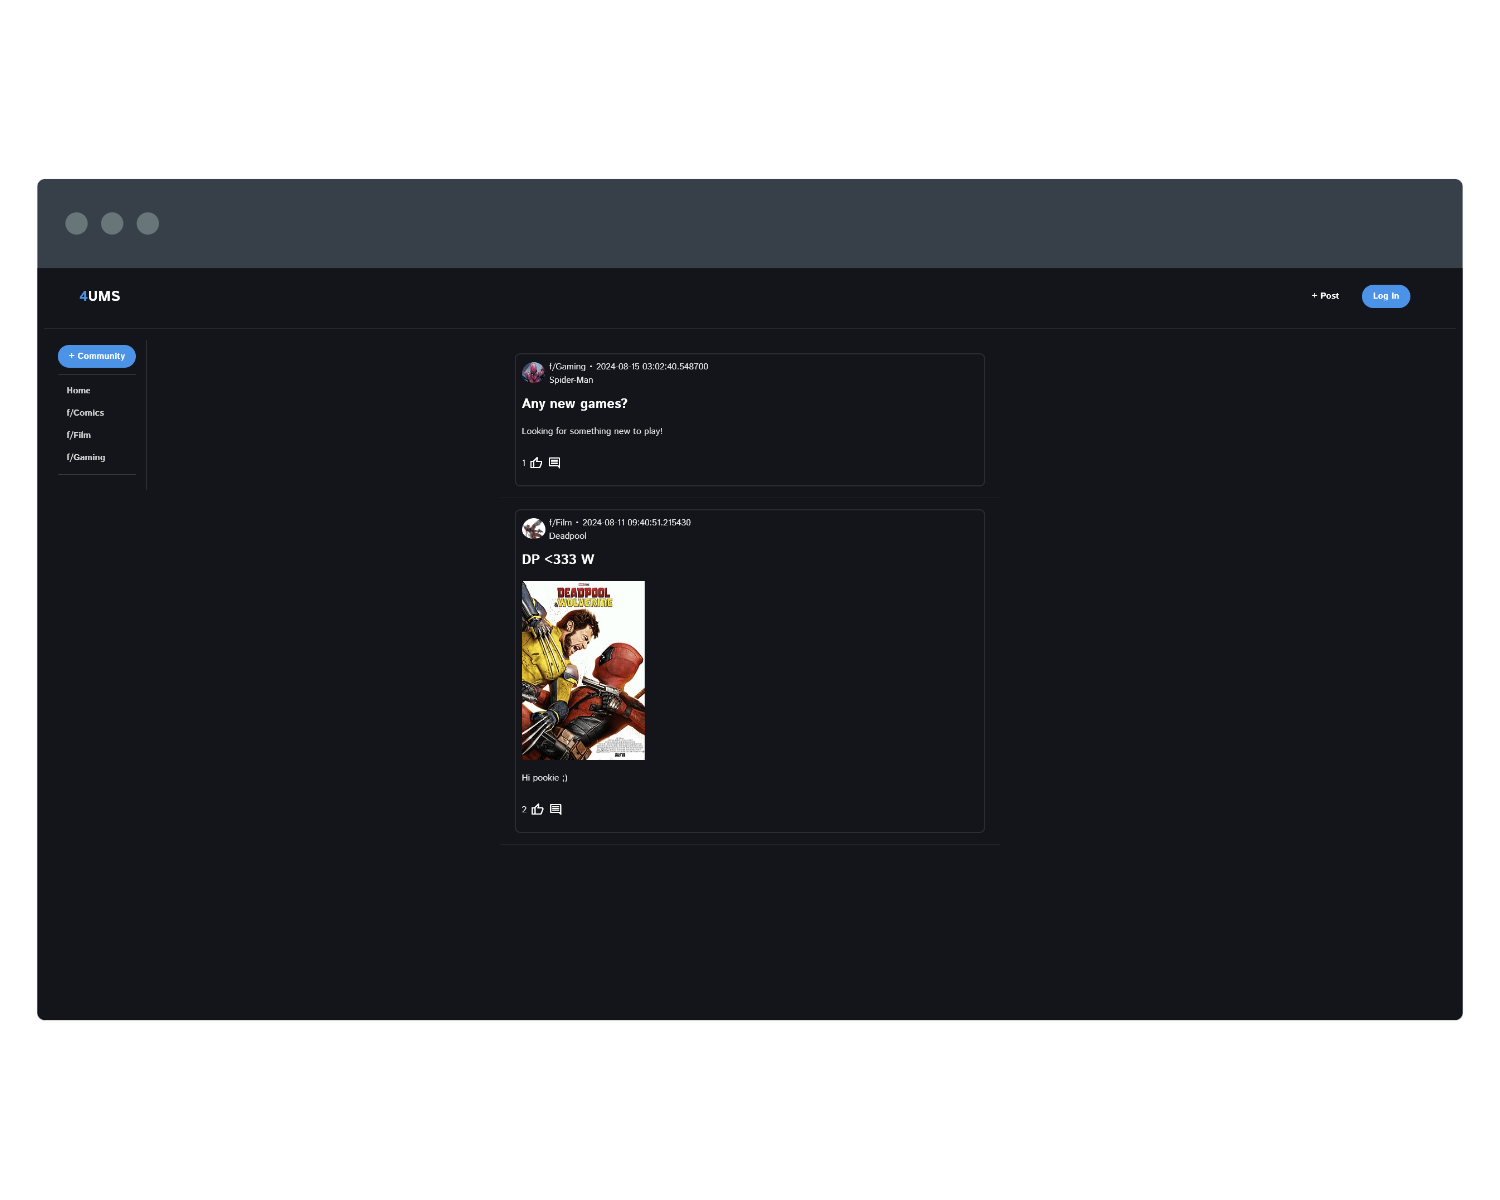 4UMS
+ Post
Log In
+ Community
Home
f/Comics
f/Film
f/Gaming
f/Gaming • 2024-08-15 03:02:40.548700
Spider-Man
Any new games?
Looking for something new to play!
1
f/Film • 2024-08-11 09:40:51.215430
Deadpool
DP <333 W
DEADPOOL
& WOLVERINE
Hi pookie ;)
2